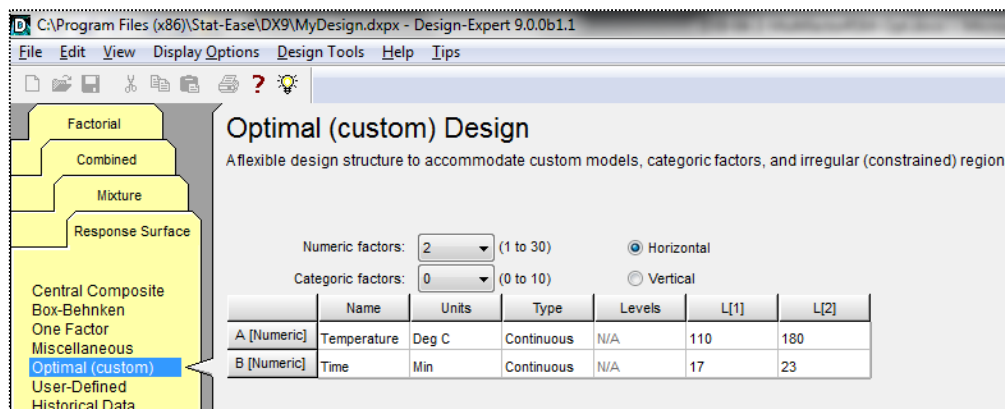 C:\Program Files (x86)\Stat-Ease\DX9\MyDesign.dxpx - Design-Expert 9.0.0b1.1
File Edit View Display Options Design Tools Help Tips
Factorial
Combined
Mixture
Response Surface
Central Composite
Box-Behnken
One Factor
Miscellaneous
Optimal (custom)
User-Defined
Historical Data
Optimal (custom) Design
A flexible design structure to accommodate custom models, categoric factors, and irregular (constrained) region
Numeric factors: 2 (1 to 30) Horizontal
Categoric factors: 0 (0 to 10) Vertical
Name Units Type Levels L[1] L[2]
A [Numeric] Temperature Deg C Continuous N/A 110 180
B [Numeric] Time Min Continuous N/A 17 23